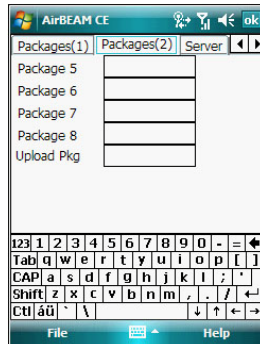 AirBEAM CE ok
Packages(1) Packages(2) Server
Package 5
Package 6
Package 7
Package 8
Upload Pkg
123 1 2 3 4 5 6 7 8 9 0 - =
Tab q w e r t y u i o p [ ]
CAP a s d f g h j k l ; '
Shift z x c v b n m , . /
Ctl áü ` \
File Help